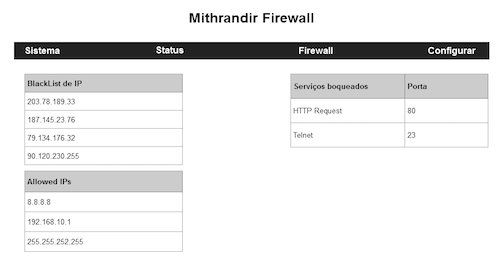 Mithrandir Firewall
Sistema Status Firewall Configurar
BlackList de IP
203.78.189.33
187.145.23.76
79.134.176.32
90.120.230.255
Allowed IPs
8.8.8.8
192.168.10.1
255.255.252.255
Serviços boqueados Porta
HTTP Request 80
Telnet 23